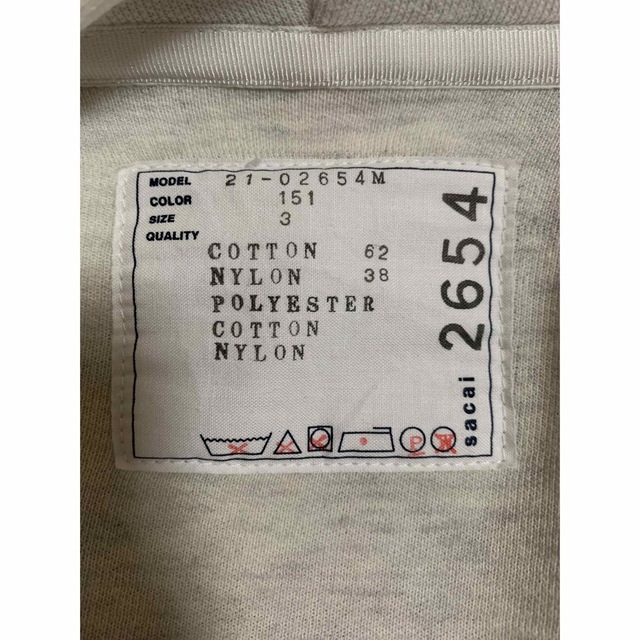 MODEL 21-02654M
COLOR 151
SIZE 3
QUALITY
COTTON 62
NYLON 38
POLYESTER
COTTON
NYLON
P
sacai 2654